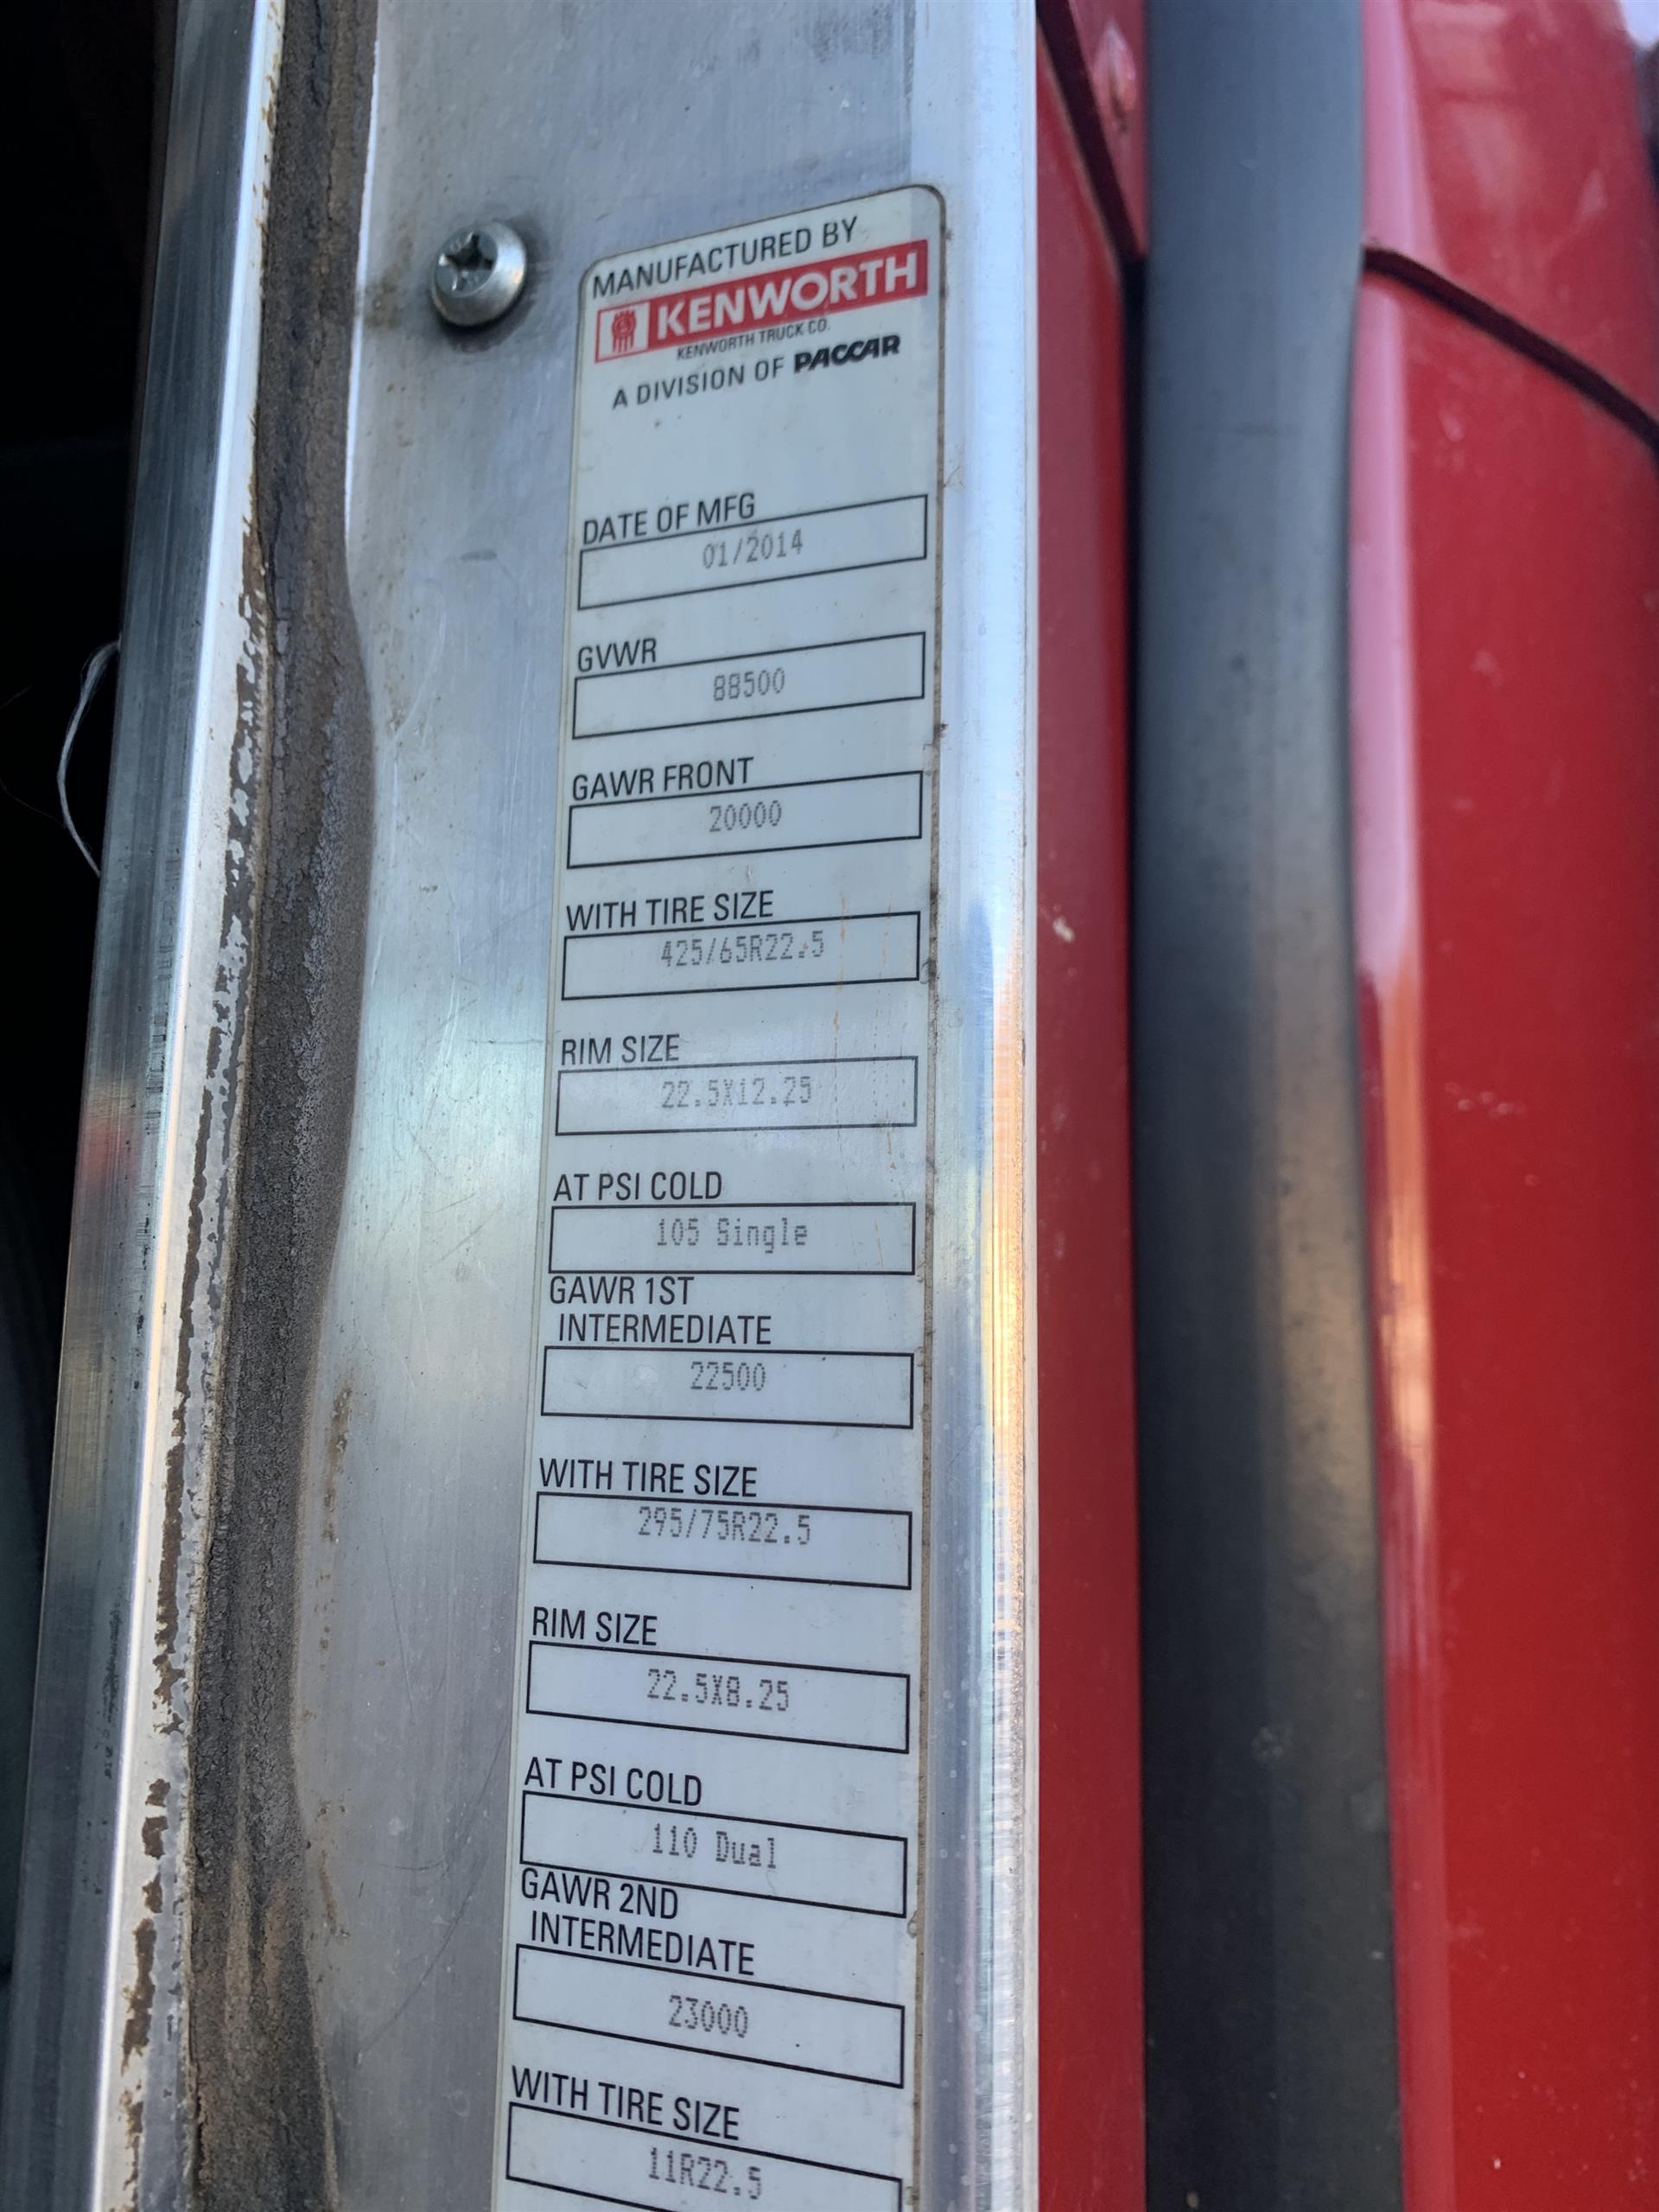 MANUFACTURED BY
KENWORTH
KENWORTH TRUCK CO.
A DIVISION OF PACCAR
DATE OF MFG
01/2014
GVWR
88500
GAWR FRONT
20000
WITH TIRE SIZE
425/65R22.5
RIM SIZE
22.5X12.25
AT PSI COLD
105 Single
GAWR 1ST
INTERMEDIATE
22500
WITH TIRE SIZE
295/75R22.5
RIM SIZE
22.5X8.25
AT PSI COLD
110 Dual
GAWR 2ND
INTERMEDIATE
23000
WITH TIRE SIZE
11R22.5